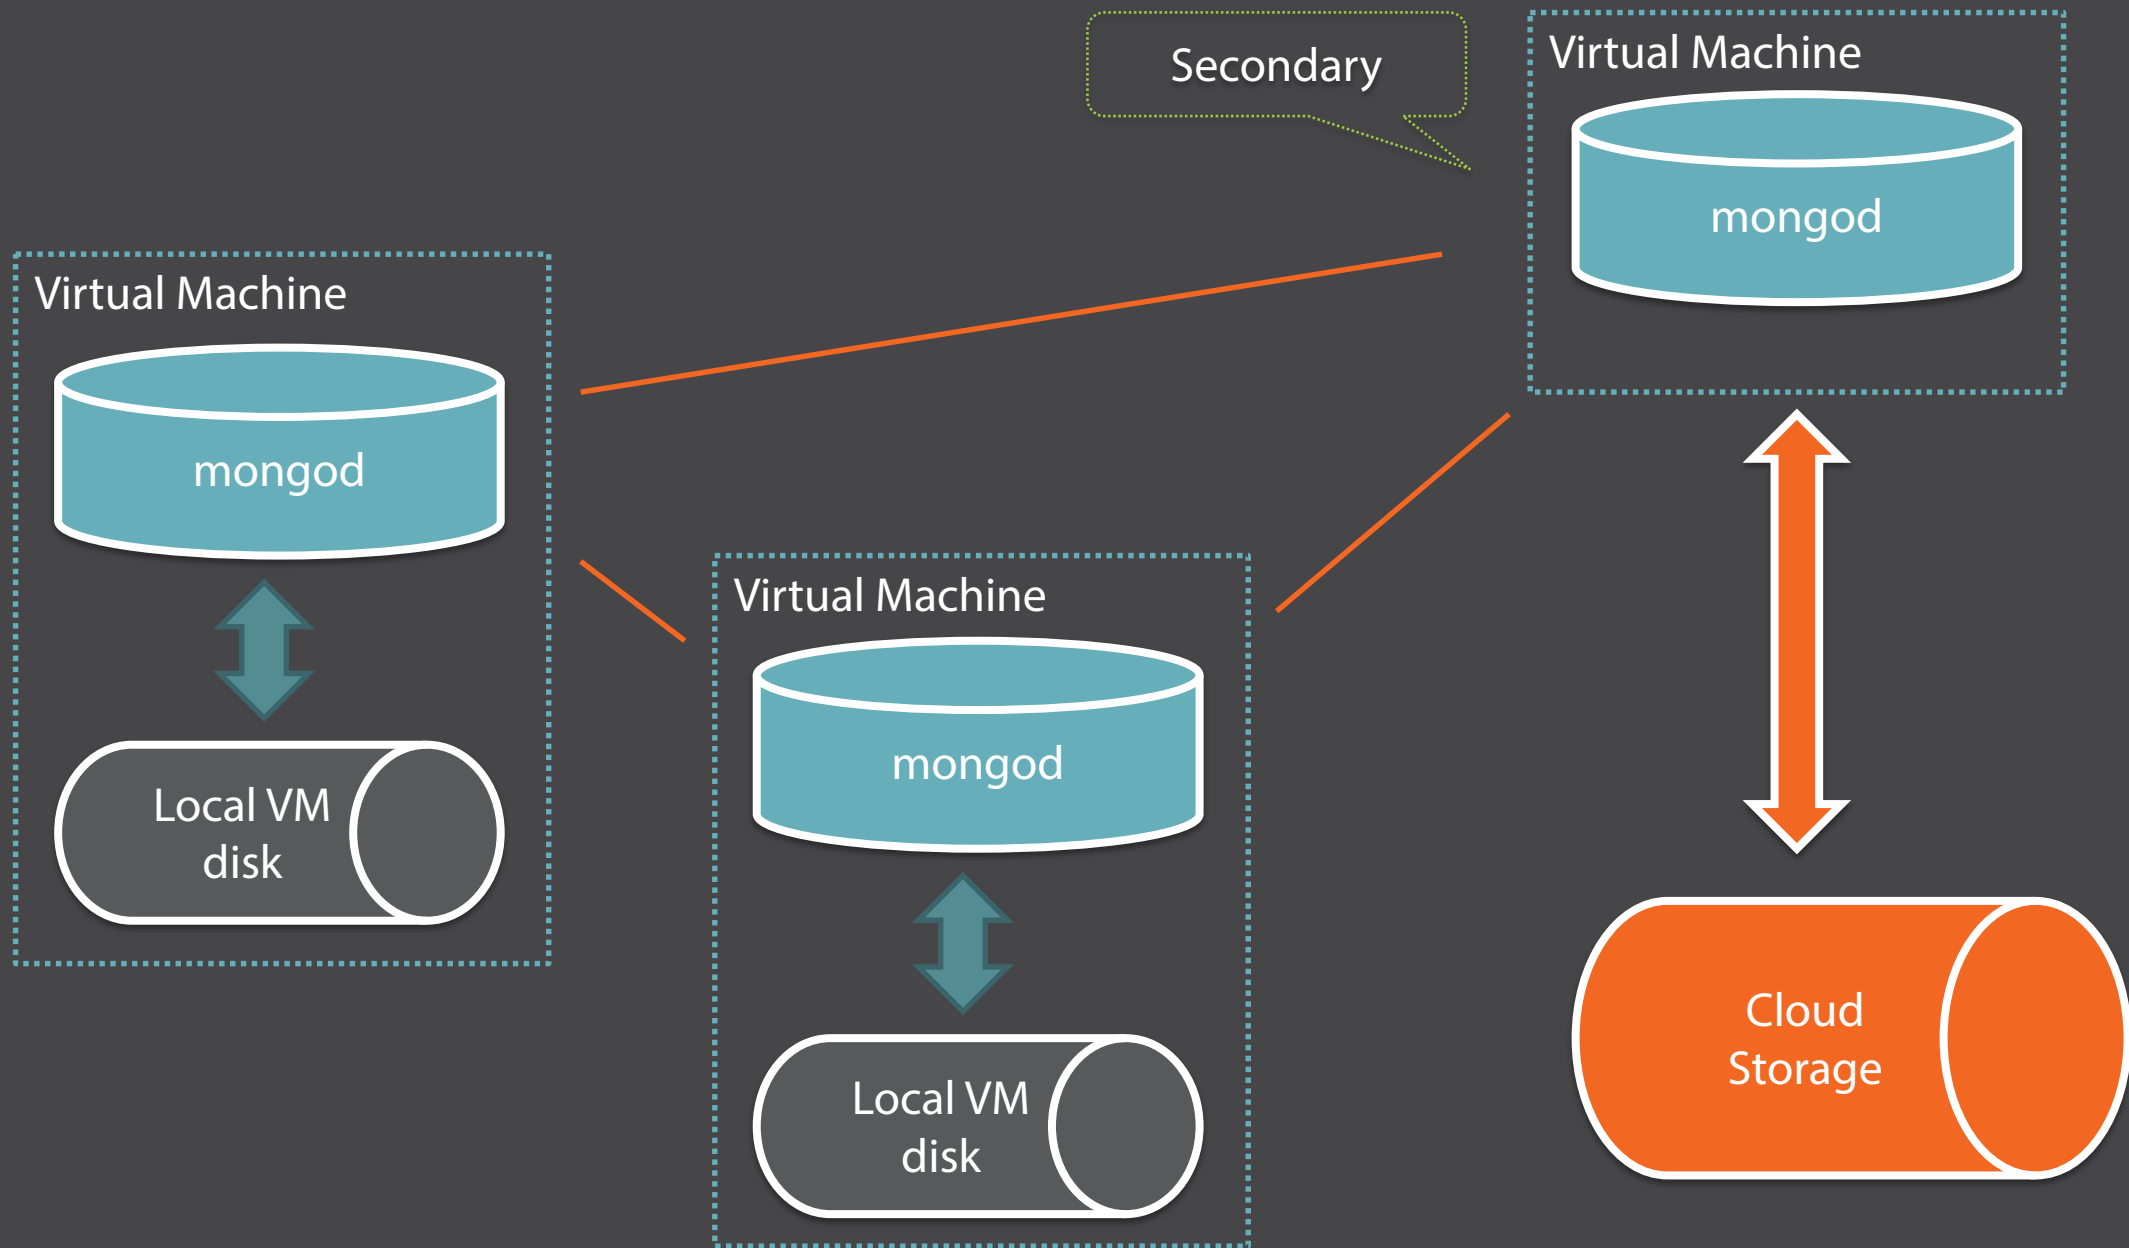 Secondary
Virtual Machine
mongod
Virtual Machine
mongod
Local VM
disk
Virtual Machine
mongod
Local VM
disk
Cloud
Storage